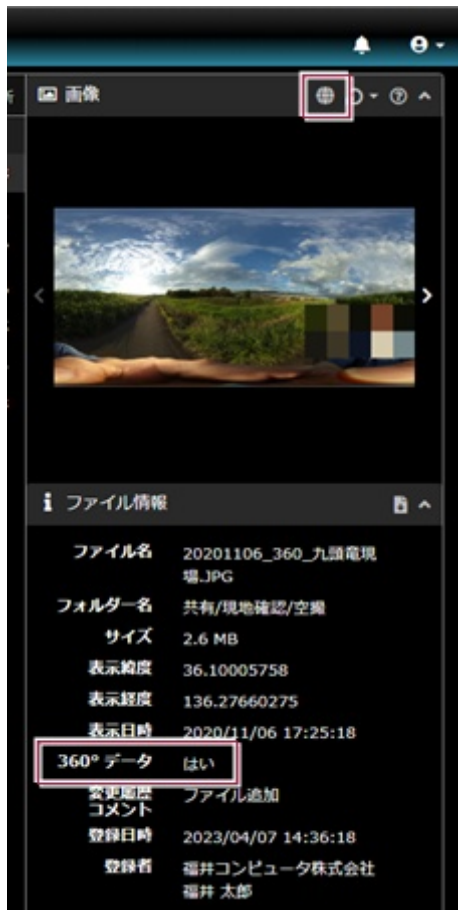 画像
ファイル情報
ファイル名 20201106_360_九頭竜現
場.JPG
フォルダー名 共有/現地確認/空撮
サイズ 2.6 MB
表示緯度 36.10005758
表示経度 136.27660275
表示日時 2020/11/06 17:25:18
360° データ はい
変更履歴
コメント ファイル追加
登録日時 2023/04/07 14:36:18
登録者 福井コンピュータ株式会社
福井 太郎